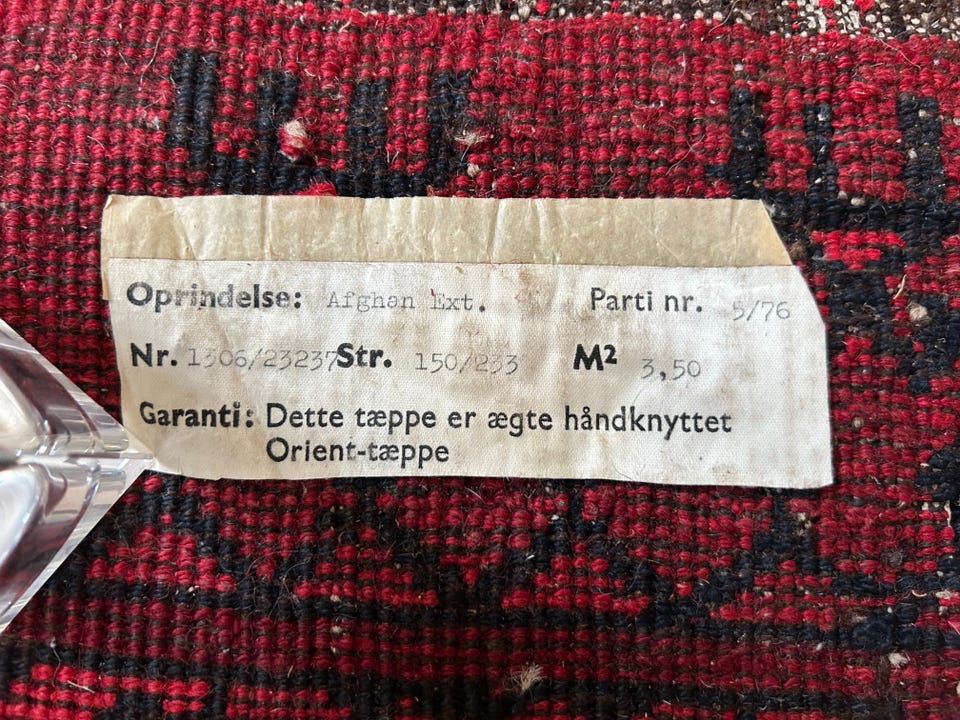 Oprindelse: Afghan Ext. Parti nr. 5/76
Nr. 1306/23237 Str. 150/233 M² 3,50
Garanti: Dette tæppe er ægte håndknyttet
Orient-tæppe